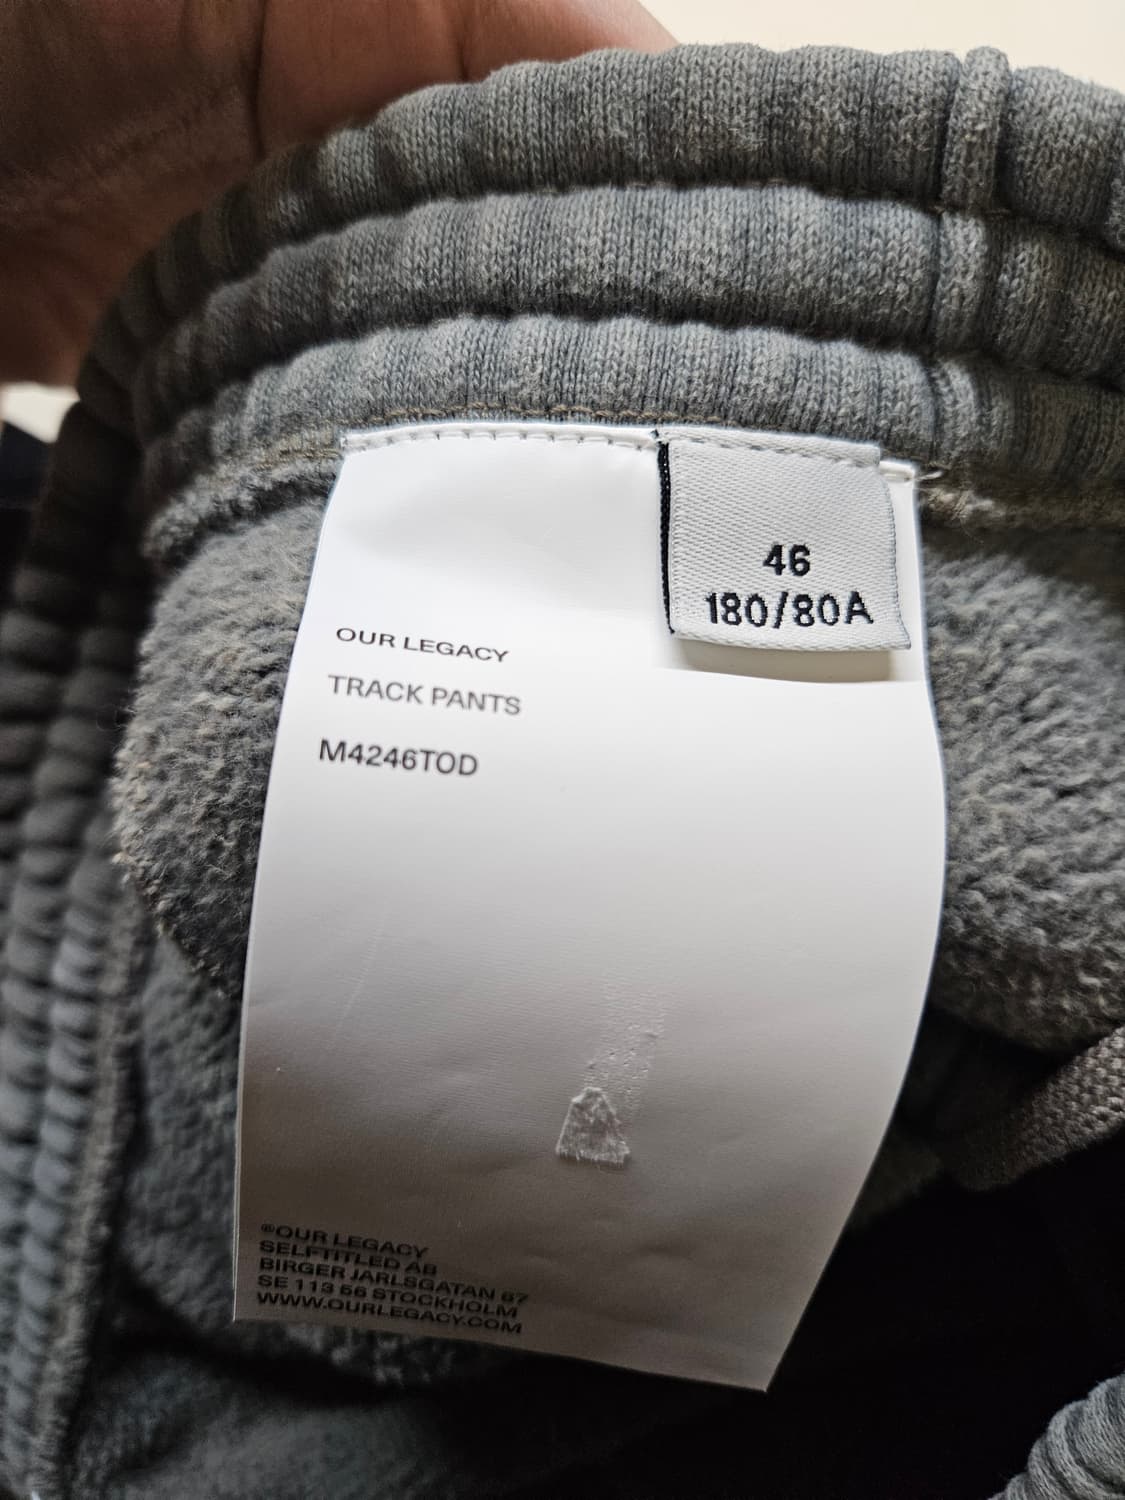 46
180/80A
OUR LEGACY
TRACK PANTS
M4246TOD
®OUR LEGACY
SELFTITLED AB
BIRGER JARLSGATAN 67
SE 113 56 STOCKHOLM
WWW.OURLEGACY.COM